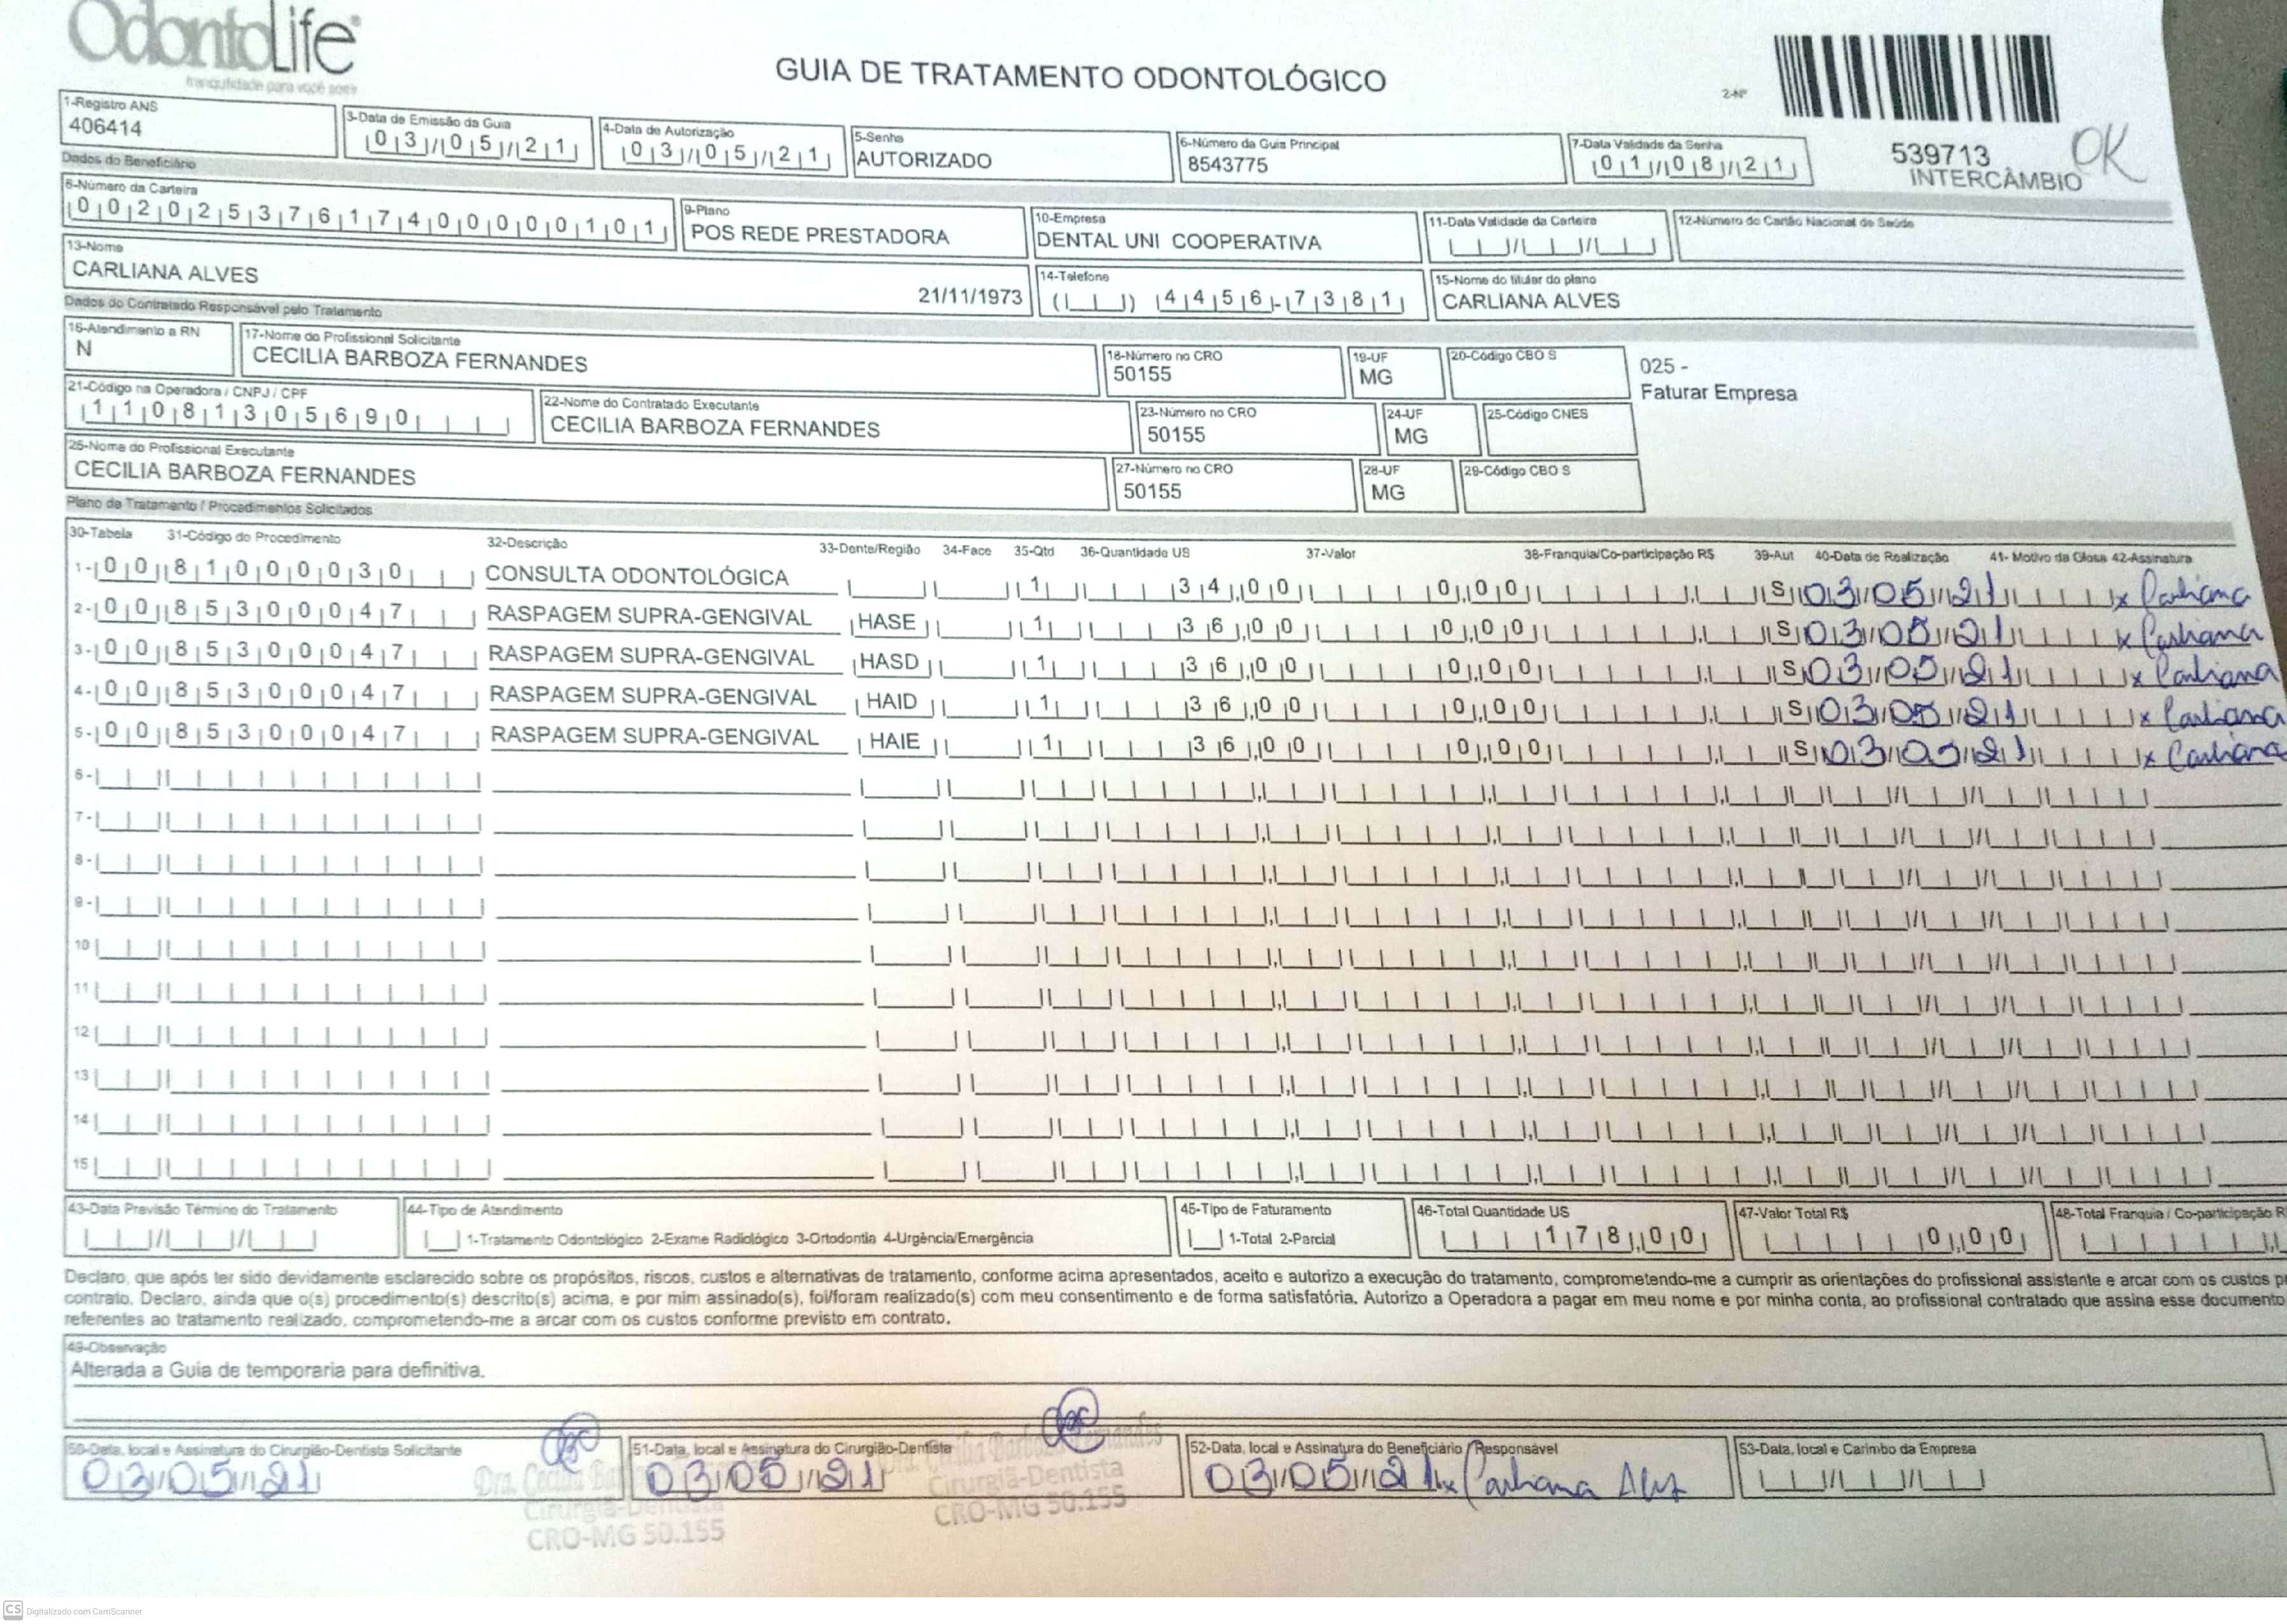 OdontoLife
tranquilidade para você sorrir
GUIA DE TRATAMENTO ODONTOLÓGICO
2-Nº
539713
INTERCÂMBIO
OK
1-Registro ANS
406414
3-Data de Emissão da Guia
03/05/21
4-Data de Autorização
03/05/21
5-Senha
AUTORIZADO
6-Número da Guia Principal
8543775
7-Data Validade da Senha
01/08/21
Dados do Beneficiário
8-Número da Carteira
00202537617400000101
9-Plano
POS REDE PRESTADORA
10-Empresa
DENTAL UNI COOPERATIVA
11-Data Validade da Carteira
12-Número do Cartão Nacional de Saúde
13-Nome
CARLIANA ALVES
21/11/1973
14-Telefone
4456-7381
15-Nome do titular do plano
CARLIANA ALVES
Dados do Contratado Responsável pelo Tratamento
16-Atendimento a RN
N
17-Nome do Profissional Solicitante
CECILIA BARBOZA FERNANDES
18-Número no CRO
50155
19-UF
MG
20-Código CBO S
025 -
Faturar Empresa
21-Código na Operadora / CNPJ / CPF
11081305690
22-Nome do Contratado Executante
CECILIA BARBOZA FERNANDES
23-Número no CRO
50155
24-UF
MG
25-Código CNES
26-Nome do Profissional Executante
CECILIA BARBOZA FERNANDES
27-Número no CRO
50155
28-UF
MG
29-Código CBO S
Plano de Tratamento / Procedimentos Solicitados
30-Tabela 31-Código do Procedimento 32-Descrição 33-Dente/Região 34-Face 35-Qtd 36-Quantidade US 37-Valor 38-Franquia/Co-participação R$ 39-Aut 40-Data de Realização 41- Motivo da Glosa 42-Assinatura
1- 00 81000030 CONSULTA ODONTOLÓGICA 1 34,00 0,00 S 03/05/21 x Carliana
2- 00 85300047 RASPAGEM SUPRA-GENGIVAL HASE 1 36,00 0,00 S 03/05/21 x Carliana
3- 00 85300047 RASPAGEM SUPRA-GENGIVAL HASD 1 36,00 0,00 S 03/05/21 x Carliana
4- 00 85300047 RASPAGEM SUPRA-GENGIVAL HAID 1 36,00 0,00 S 03/05/21 x Carliana
5- 00 85300047 RASPAGEM SUPRA-GENGIVAL HAIE 1 36,00 0,00 S 03/05/21 x Carliana
6-
7-
8-
9-
10
11
12
13
14
15
43-Data Previsão Término do Tratamento
44-Tipo de Atendimento
1-Tratamento Odontológico 2-Exame Radiológico 3-Ortodontia 4-Urgência/Emergência
45-Tipo de Faturamento
1-Total 2-Parcial
46-Total Quantidade US
178,00
47-Valor Total R$
0,00
48-Total Franquia / Co-participação R
Declaro, que após ter sido devidamente esclarecido sobre os propósitos, riscos, custos e alternativas de tratamento, conforme acima apresentados, aceito e autorizo a execução do tratamento, comprometendo-me a cumprir as orientações do profissional assistente e arcar com os custos
contrato. Declaro, ainda que o(s) procedimento(s) descrito(s) acima, e por mim assinado(s), foi/foram realizado(s) com meu consentimento e de forma satisfatória. Autorizo a Operadora a pagar em meu nome e por minha conta, ao profissional contratado que assina esse documento
referentes ao tratamento realizado, comprometendo-me a arcar com os custos conforme previsto em contrato.
49-Observação
Alterada a Guia de temporaria para definitiva.
50-Data, local e Assinatura do Cirurgião-Dentista Solicitante
03/05/21
51-Data, local e Assinatura do Cirurgião-Dentista
03/05/21
52-Data, local e Assinatura do Beneficiário / Responsável
03/05/21 x Carliana Alves
53-Data, local e Carimbo da Empresa
Dra. Cecilia
Cirurgiã-Dentista
CRO-MG 50.155
Cirurgiã-Dentista
CRO-MG 50.155
CS Digitalizado com CamScanner